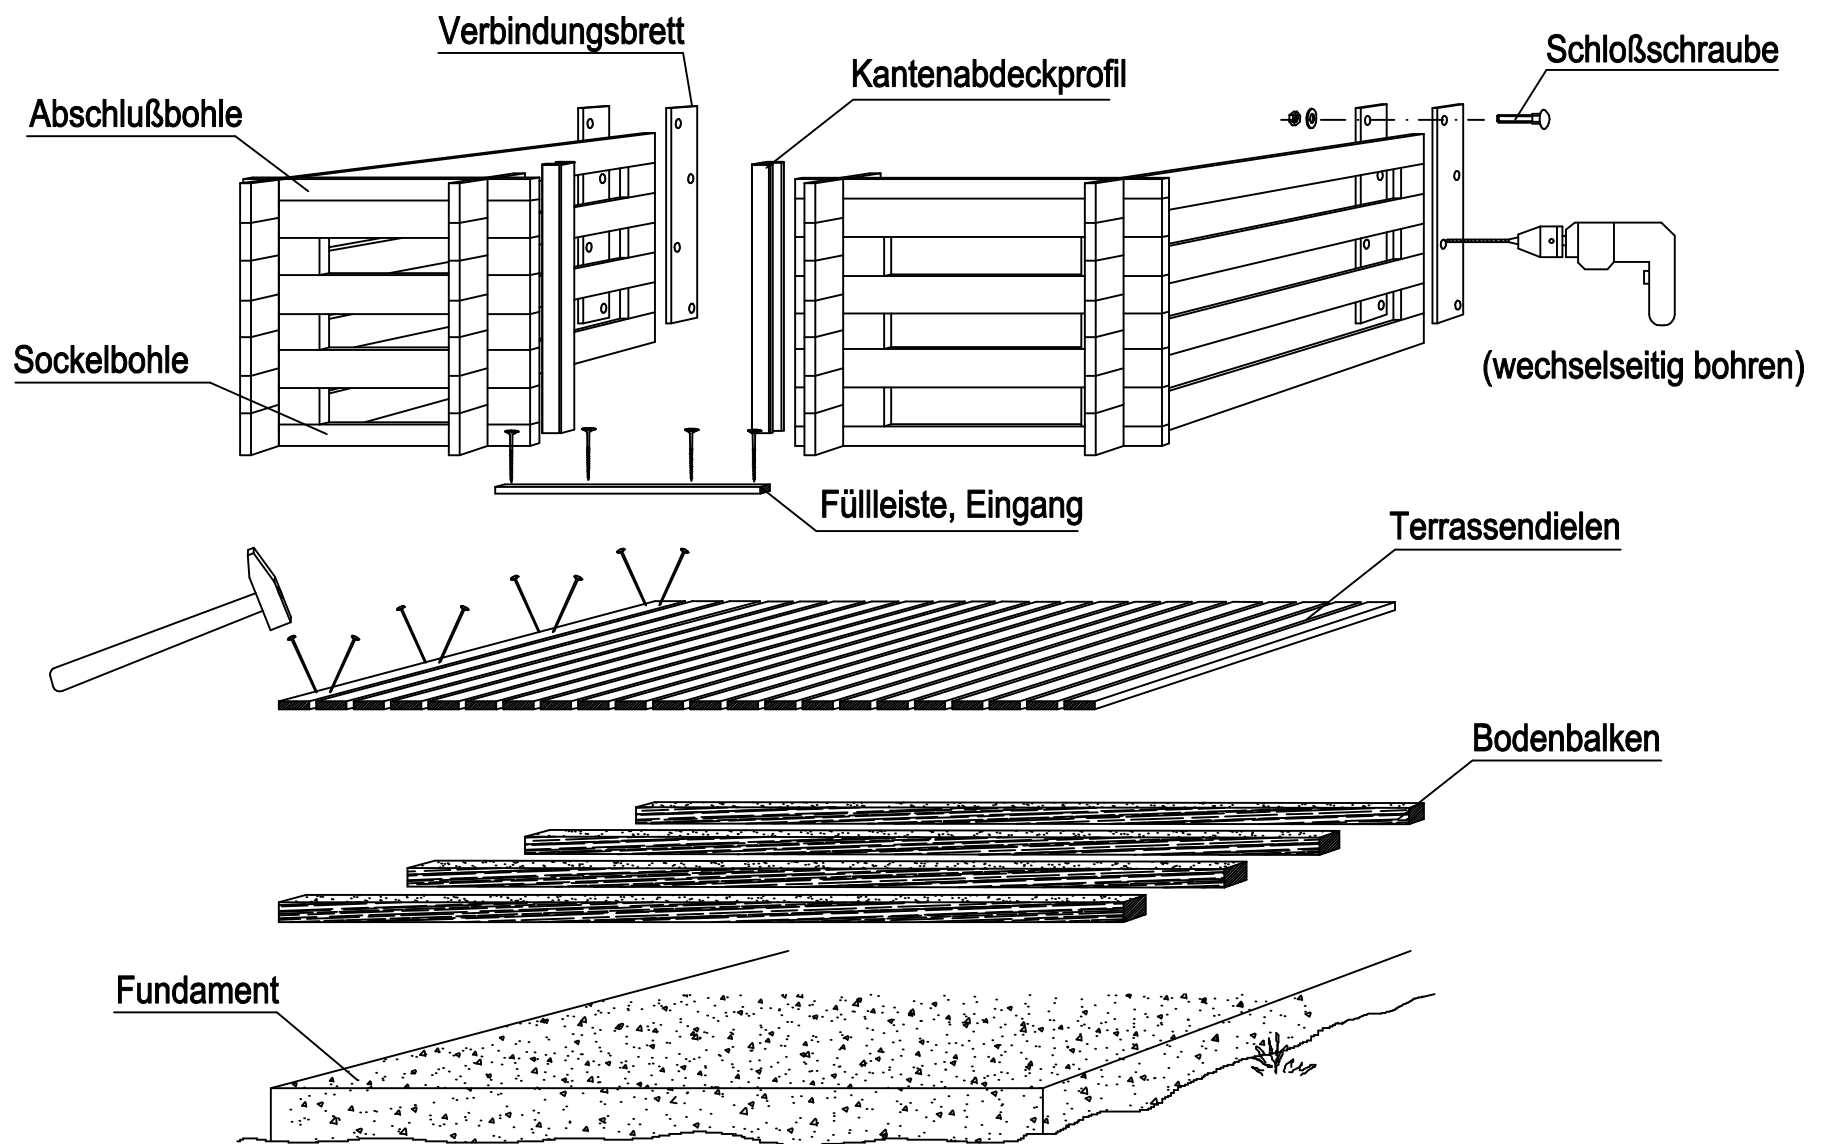 Verbindungsbrett
Schloßschraube
Kantenabdeckprofil
Abschlußbohle
Sockelbohle
(wechselseitig bohren)
Füllleiste, Eingang
Terrassendielen
Bodenbalken
Fundament